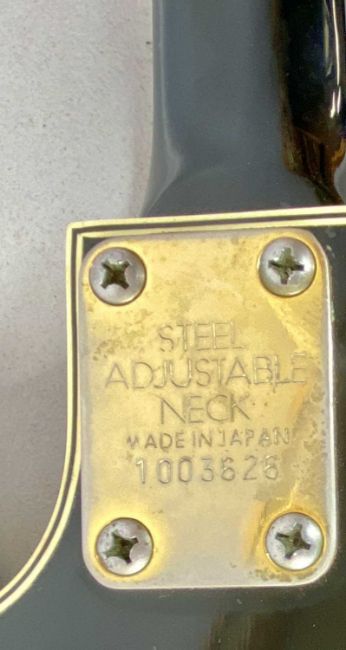 STEEL
ADJUSTABLE
NECK
MADE IN JAPAN
1003626